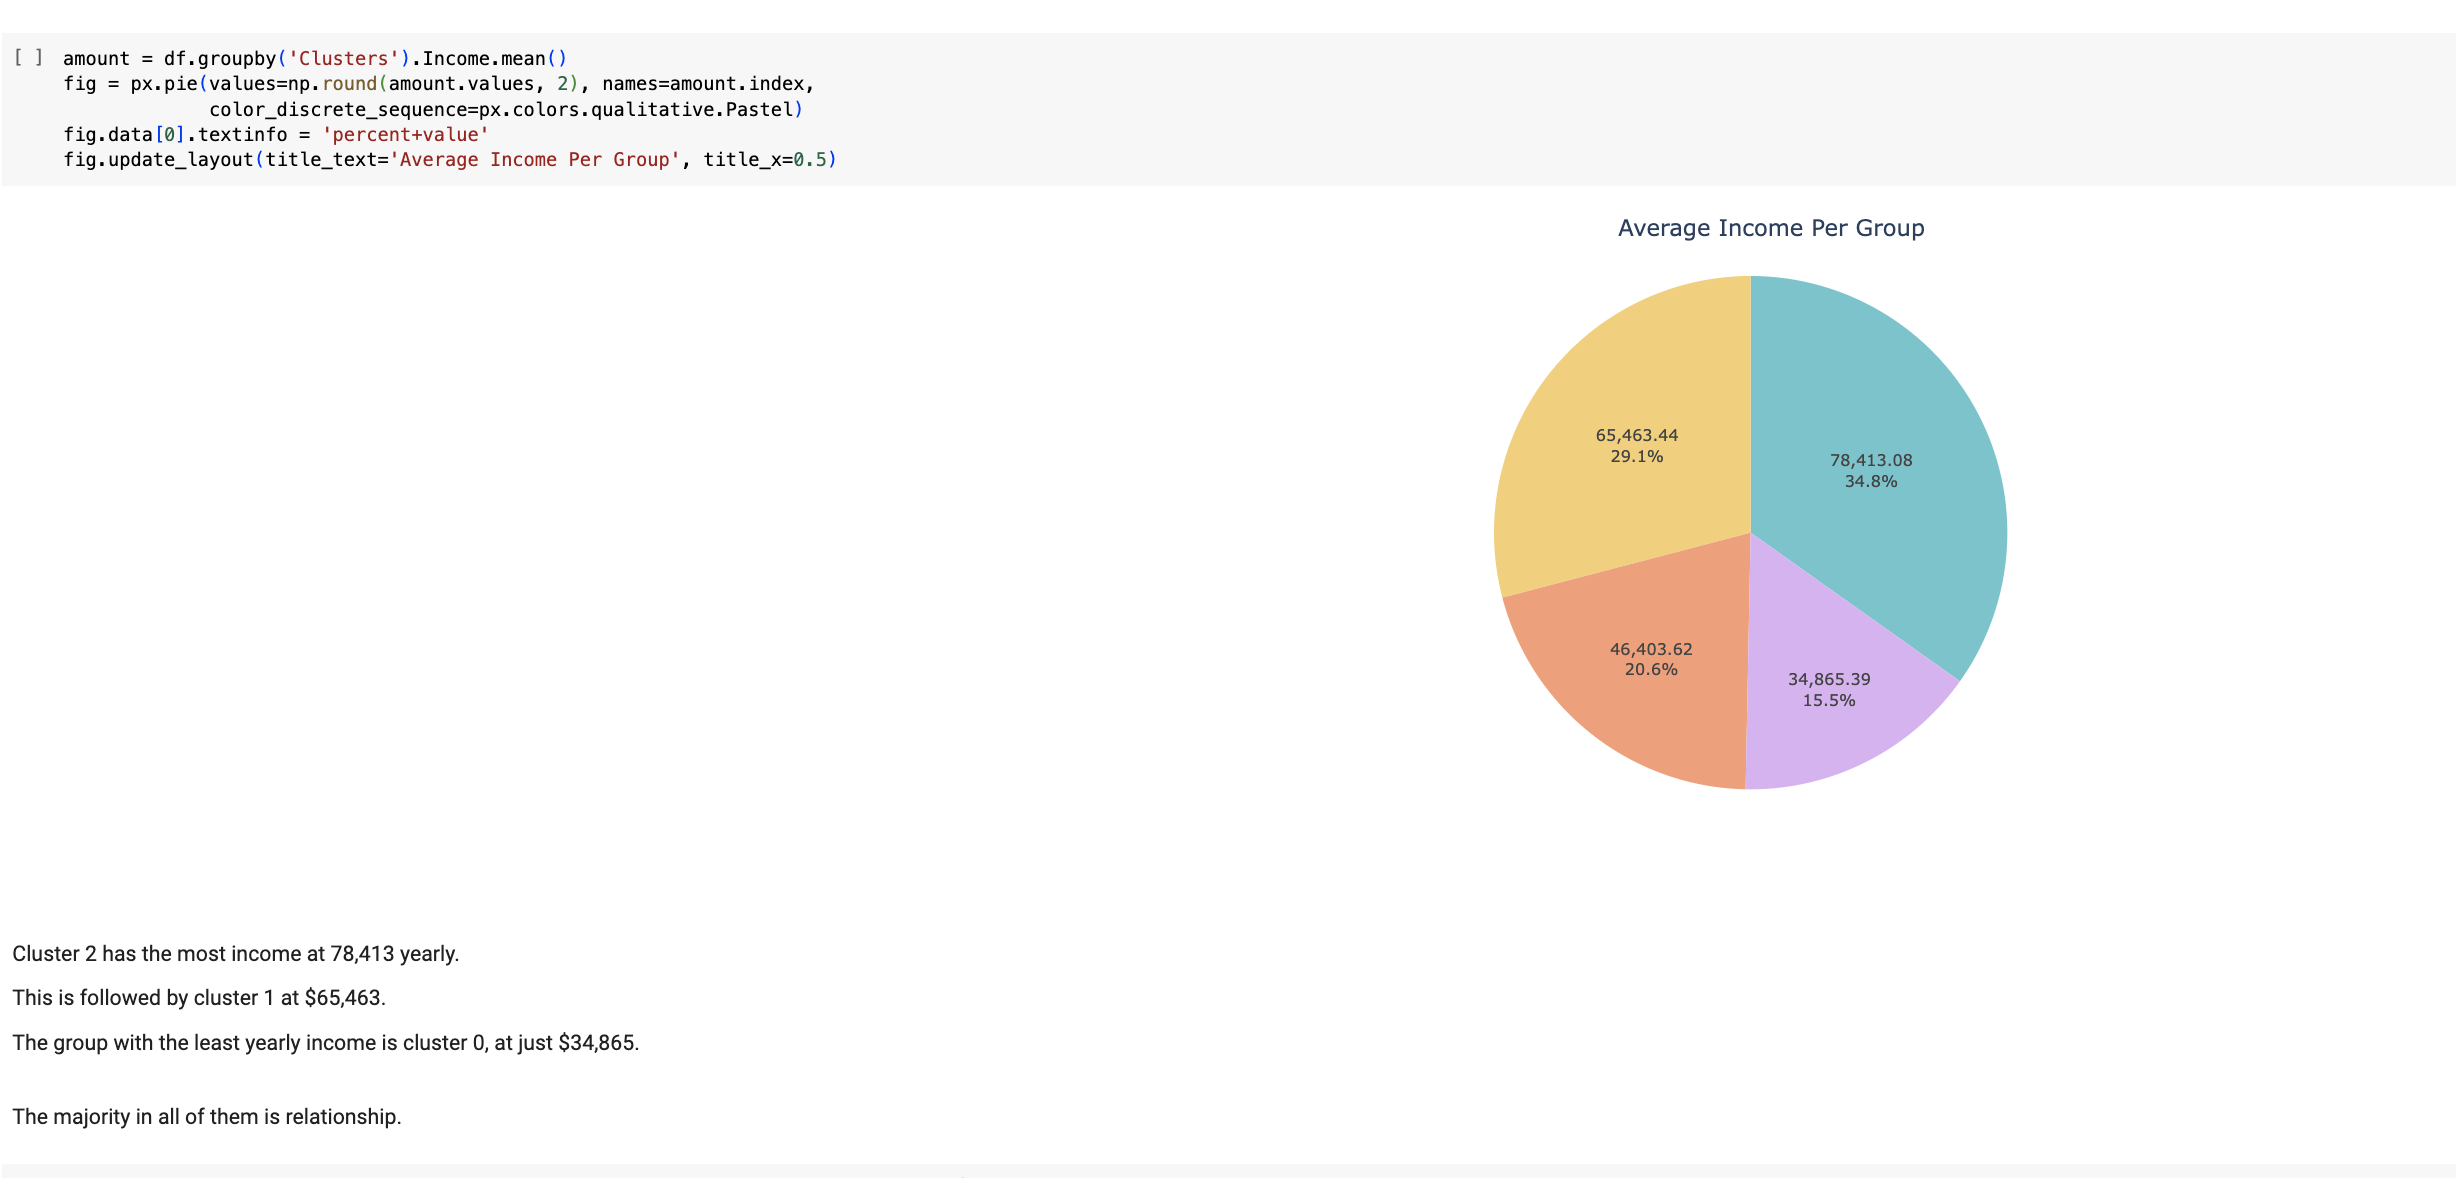 [ ] amount = df.groupby('Clusters').Income.mean()
fig = px.pie(values=np.round(amount.values, 2), names=amount.index,
             color_discrete_sequence=px.colors.qualitative.Pastel)
fig.data[0].textinfo = 'percent+value'
fig.update_layout(title_text='Average Income Per Group', title_x=0.5)
Average Income Per Group
65,463.44
29.1%
78,413.08
34.8%
46,403.62
20.6%
34,865.39
15.5%
Cluster 2 has the most income at 78,413 yearly.
This is followed by cluster 1 at $65,463.
The group with the least yearly income is cluster 0, at just $34,865.
The majority in all of them is relationship.